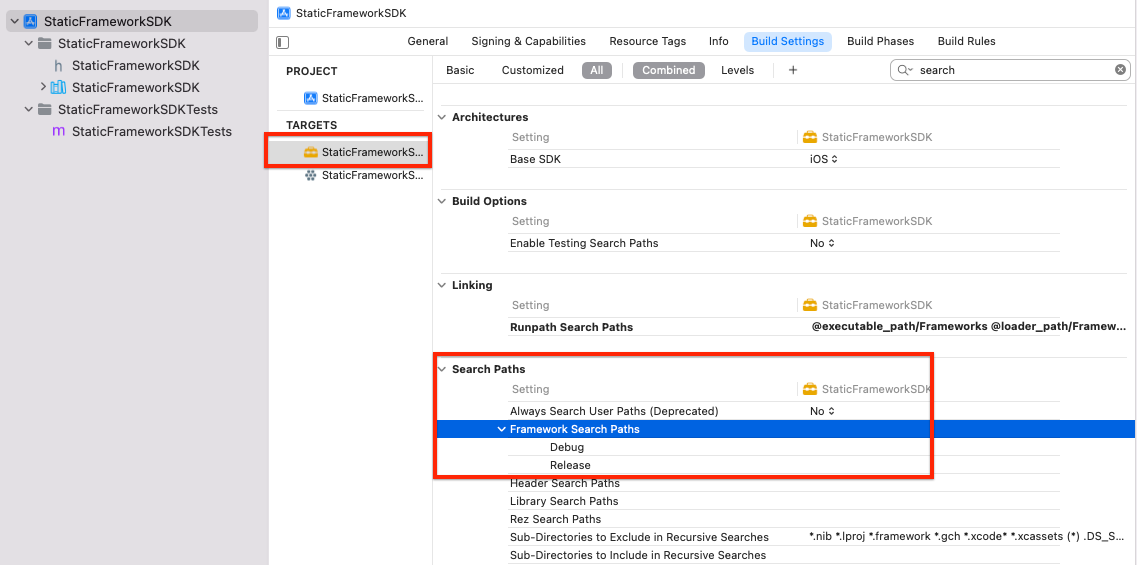 StaticFrameworkSDK
StaticFrameworkSDK
StaticFrameworkSDK
StaticFrameworkSDK
StaticFrameworkSDKTests
StaticFrameworkSDKTests
StaticFrameworkSDK
General Signing & Capabilities Resource Tags Info Build Settings Build Phases Build Rules
PROJECT
StaticFrameworkS...
TARGETS
StaticFrameworkS...
StaticFrameworkS...
Basic Customized All Combined Levels + search
Architectures
Setting StaticFrameworkSDK
Base SDK iOS
Build Options
Setting StaticFrameworkSDK
Enable Testing Search Paths No
Linking
Setting StaticFrameworkSDK
Runpath Search Paths @executable_path/Frameworks @loader_path/Framew...
Search Paths
Setting StaticFrameworkSDK
Always Search User Paths (Deprecated) No
Framework Search Paths
Debug
Release
Header Search Paths
Library Search Paths
Rez Search Paths
Sub-Directories to Exclude in Recursive Searches *.nib *.lproj *.framework *.gch *.xcode* *.xcassets (*) .DS_S...
Sub-Directories to Include in Recursive Searches